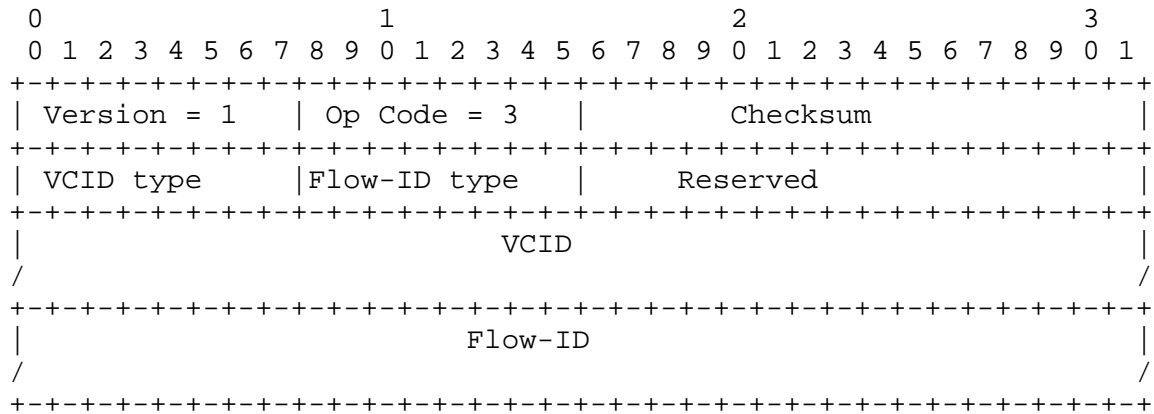 0                   1                   2                   3
 0 1 2 3 4 5 6 7 8 9 0 1 2 3 4 5 6 7 8 9 0 1 2 3 4 5 6 7 8 9 0 1
+-+-+-+-+-+-+-+-+-+-+-+-+-+-+-+-+-+-+-+-+-+-+-+-+-+-+-+-+-+-+-+-+
| Version = 1   | Op Code = 3   |        Checksum               |
+-+-+-+-+-+-+-+-+-+-+-+-+-+-+-+-+-+-+-+-+-+-+-+-+-+-+-+-+-+-+-+-+
| VCID type     |Flow-ID type   |     Reserved                  |
+-+-+-+-+-+-+-+-+-+-+-+-+-+-+-+-+-+-+-+-+-+-+-+-+-+-+-+-+-+-+-+-+
|                           VCID                                |
/                                                               /
+-+-+-+-+-+-+-+-+-+-+-+-+-+-+-+-+-+-+-+-+-+-+-+-+-+-+-+-+-+-+-+-+
|                         Flow-ID                               |
/                                                               /
+-+-+-+-+-+-+-+-+-+-+-+-+-+-+-+-+-+-+-+-+-+-+-+-+-+-+-+-+-+-+-+-+